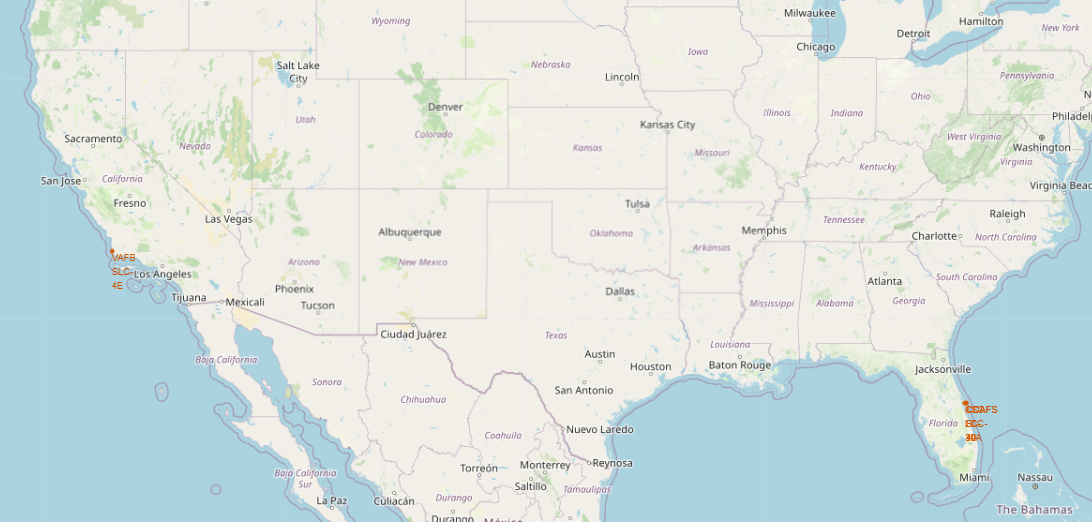 Milwaukee
Hamilton
Wyoming
New York
Detroit
Chicago
Iowa
Salt Lake
City
Nebraska
Lincoln
Pennsylvania
Ohio
Denver
Utah
Illinois
Indiana
Philadelp
Kansas City
Colorado
Sacramento
Nevada
Kansas
Missouri
West Virginia
Washington
Kentucky
Virginia
San Jose
California
Virginia Beac
Fresno
Las Vegas
Tulsa
Raleigh
Albuquerque
Oklahoma
Memphis
Tennessee
Charlotte
North Carolina
Arkansas
VAFB
SLC-
4E
Los Angeles
Arizona
New Mexico
Atlanta
South Carolina
Phoenix
Tijuana
Mexicali
Tucson
Dallas
Mississippi
Alabama
Georgia
Ciudad Juárez
Texas
Louisiana
Baja California
Austin
Houston
Baton Rouge
Jacksonville
Sonora
San Antonio
Chihuahua
Florida
Nuevo Laredo
Coahuila
Torreón
Monterrey
Reynosa
Baja California
Sur
Saltillo
Tamaulipas
Miami
Nassau
La Paz
Culiacán
Durango
Durango
México
The Bahamas